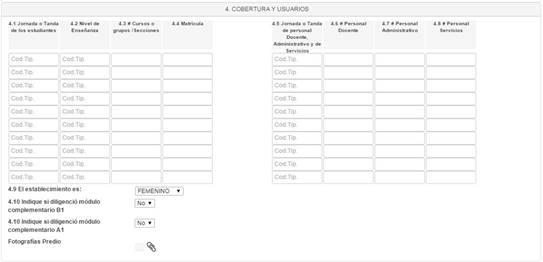 4. COBERTURA Y USUARIOS
4.1 Jornada o Tanda de los estudiantes
4.2 Nivel de Enseñanza
4.3 # Cursos o grupos /Secciones
4.4 Matrícula
4.5 Jornada o Tanda de personal Docente, Administrativo y de Servicios
4.6 # Personal Docente
4.7 # Personal Administrativo
4.8 # Personal Servicios
Cod.Tip. Cod.Tip. Cod.Tip.
Cod.Tip. Cod.Tip. Cod.Tip.
Cod.Tip. Cod.Tip. Cod.Tip.
Cod.Tip. Cod.Tip. Cod.Tip.
Cod.Tip. Cod.Tip. Cod.Tip.
Cod.Tip. Cod.Tip. Cod.Tip.
Cod.Tip. Cod.Tip. Cod.Tip.
Cod.Tip. Cod.Tip. Cod.Tip.
Cod.Tip. Cod.Tip. Cod.Tip.
Cod.Tip. Cod.Tip. Cod.Tip.
4.9 El establecimiento es: FEMENINO
4.10 Indique si diligenció módulo No
complementario B1
4.10 Indique si diligenció módulo No
complementario A1
Fotografías Predio